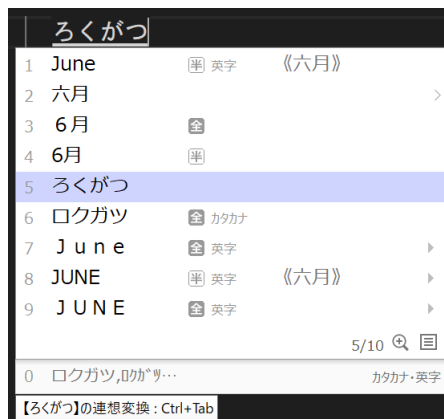 ろくがつ
1 June 半 英字 《六月》
2 六月
3 ６月 全
4 6月 半
5 ろくがつ
6 ロクガツ 全 カタカナ
7 Ｊｕｎｅ 全 英字
8 JUNE 半 英字 《六月》
9 ＪＵＮＥ 全 英字
5/10
0 ロクガツ,ﾛｸｶﾞﾂ… カタカナ・英字
【ろくがつ】の連想変換 : Ctrl+Tab